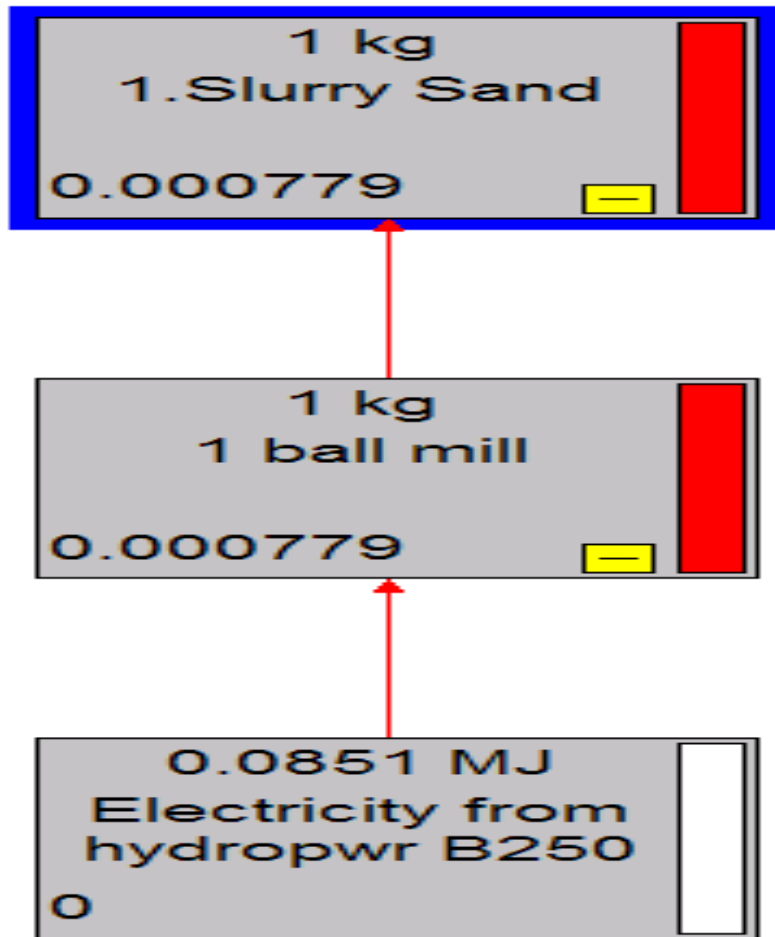 1 kg
1.Slurry Sand
0.000779
1 kg
1 ball mill
0.000779
0.0851 MJ
Electricity from
hydropwr B250
0